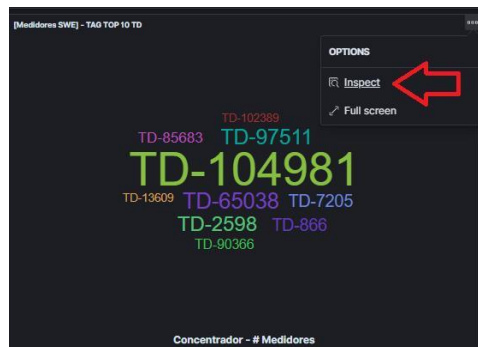 [Medidores SWE] - TAG TOP 10 TD
OPTIONS
Inspect
Full screen
TD-102389
TD-85683 TD-97511
TD-104981
TD-13609 TD-65038 TD-7205
TD-2598 TD-866
TD-90366
Concentrador - # Medidores